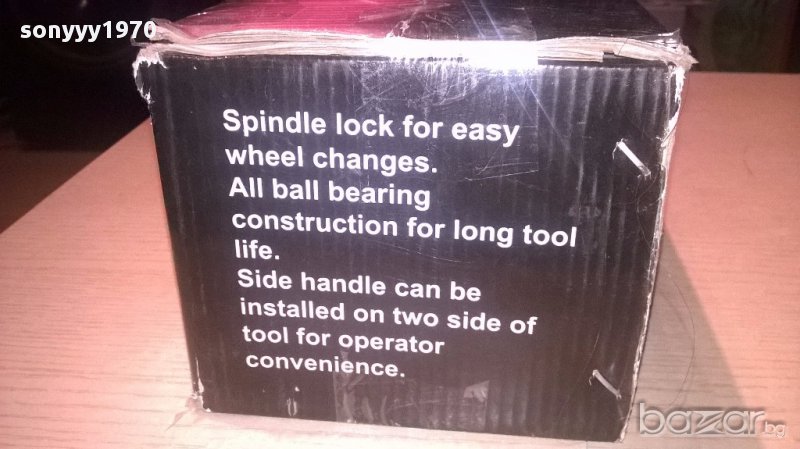 sonyyy1970
Spindle lock for easy
wheel changes.
All ball bearing
construction for long tool
life.
Side handle can be
installed on two side of
tool for operator
convenience.
bazar.bg